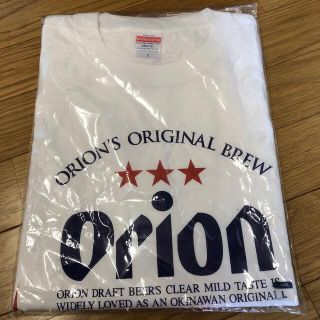 ORION'S ORIGINAL BREW
orion
ORION DRAFT BEER'S CLEAR MILD TASTE IS
WIDELY LOVED AS AN OKINAWAN ORIGINAL